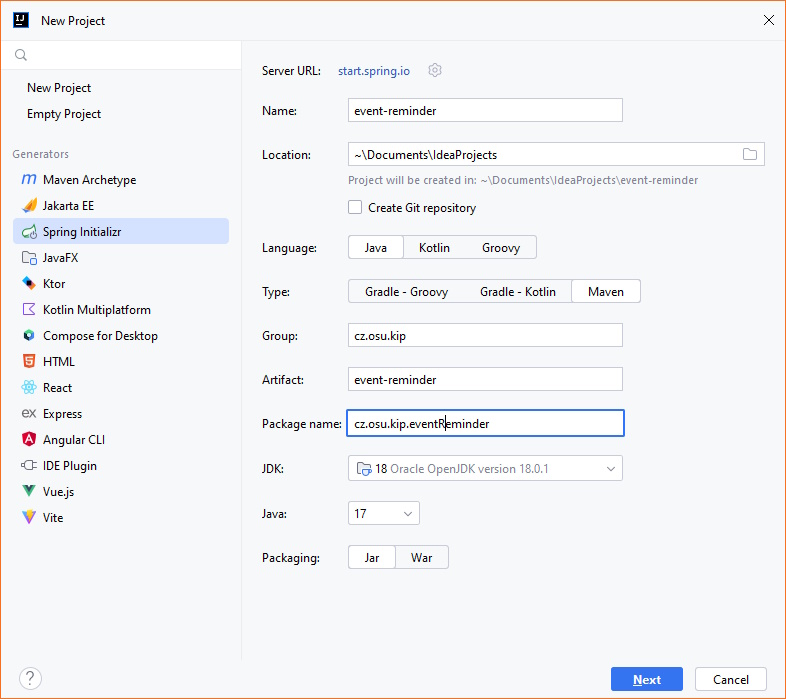 New Project
New Project
Empty Project
Generators
Maven Archetype
Jakarta EE
Spring Initializr
JavaFX
Ktor
Kotlin Multiplatform
Compose for Desktop
HTML
React
ex Express
Angular CLI
IDE Plugin
Vue.js
Vite
?
Server URL: start.spring.io
Name: event-reminder
Location: ~\Documents\IdeaProjects
Project will be created in: ~\Documents\IdeaProjects\event-reminder
Create Git repository
Language: Java Kotlin Groovy
Type: Gradle - Groovy Gradle - Kotlin Maven
Group: cz.osu.kip
Artifact: event-reminder
Package name: cz.osu.kip.eventReminder
JDK: 18 Oracle OpenJDK version 18.0.1
Java: 17
Packaging: Jar War
Next Cancel